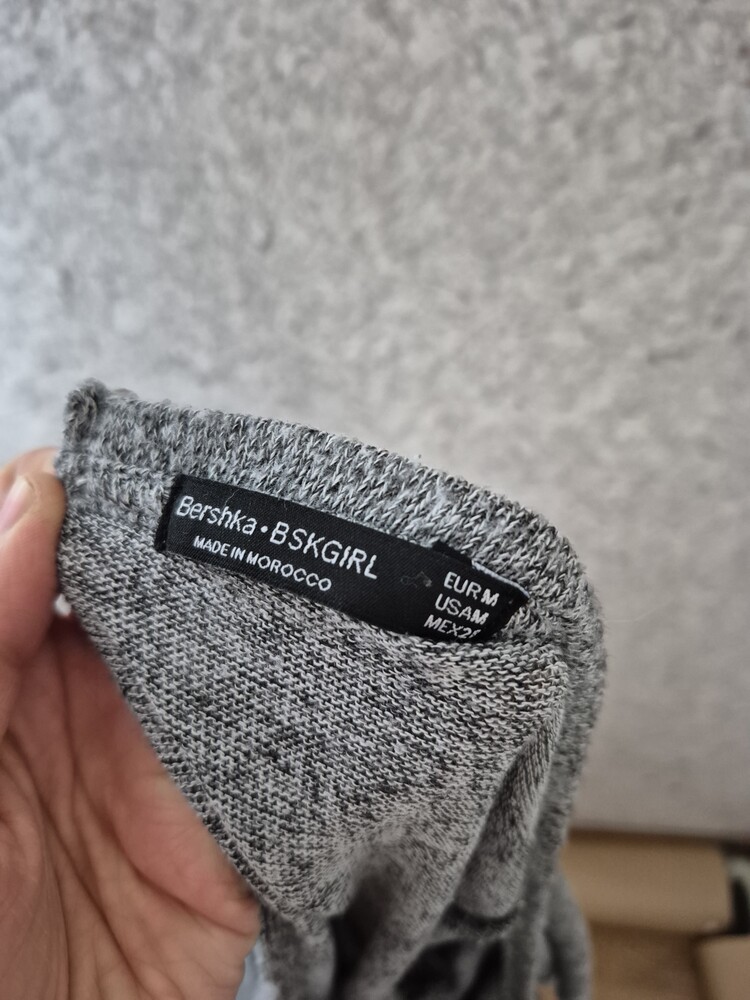 Bershka • BSKGIRL
MADE IN MOROCCO
EUR M
USA M